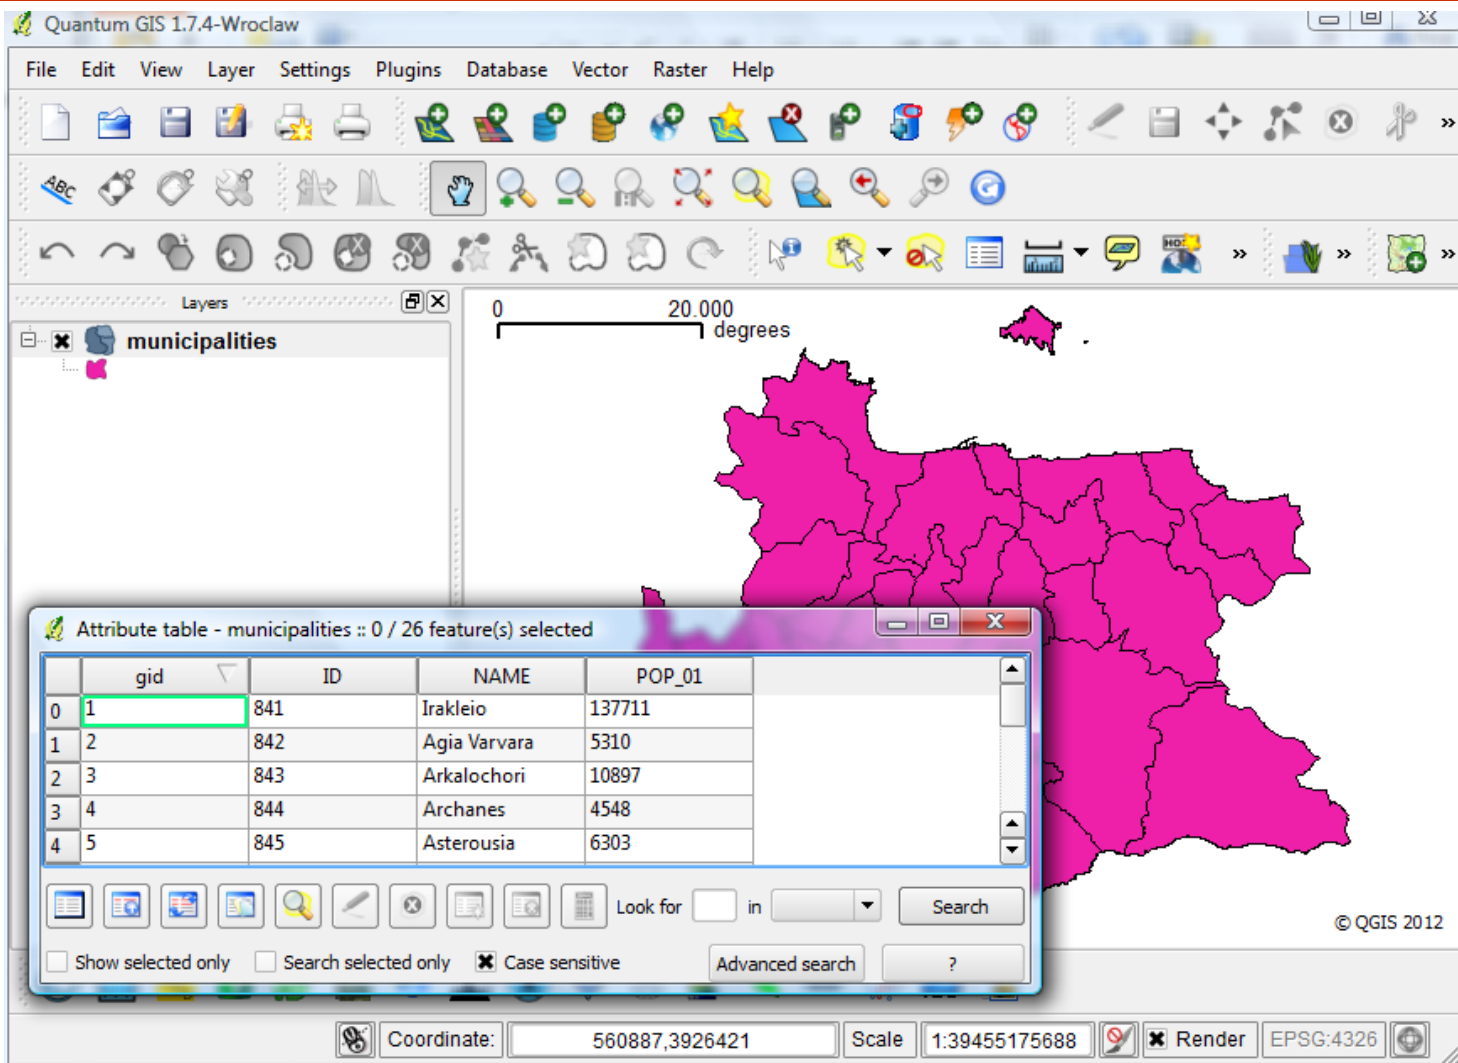 Quantum GIS 1.7.4-Wroclaw
File Edit View Layer Settings Plugins Database Vector Raster Help
ABC
Layers
municipalities
0 20.000
degrees
Attribute table - municipalities :: 0 / 26 feature(s) selected
gid ID NAME POP_01
0 1 841 Irakleio 137711
1 2 842 Agia Varvara 5310
2 3 843 Arkalochori 10897
3 4 844 Archanes 4548
4 5 845 Asterousia 6303
Look for in Search
Show selected only Search selected only Case sensitive Advanced search ?
© QGIS 2012
Coordinate: 560887,3926421 Scale 1:39455175688 Render EPSG:4326